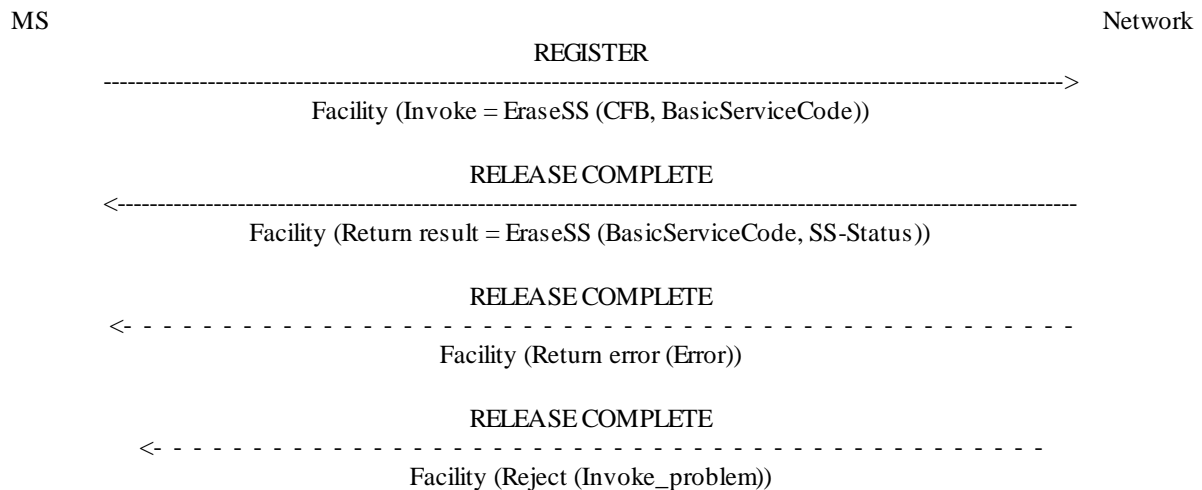 MS Network
REGISTER
------------------------------------------------------------------------------------------------------------------------>
Facility (Invoke = EraseSS (CFB, BasicServiceCode))
RELEASE COMPLETE
<------------------------------------------------------------------------------------------------------------------------
Facility (Return result = EraseSS (BasicServiceCode, SS-Status))
RELEASE COMPLETE
<- - - - - - - - - - - - - - - - - - - - - - - - - - - - - - - - - - - - - - - - - - - - - - - -
Facility (Return error (Error))
RELEASE COMPLETE
<- - - - - - - - - - - - - - - - - - - - - - - - - - - - - - - - - - - - - - - - - - - - -
Facility (Reject (Invoke_problem))